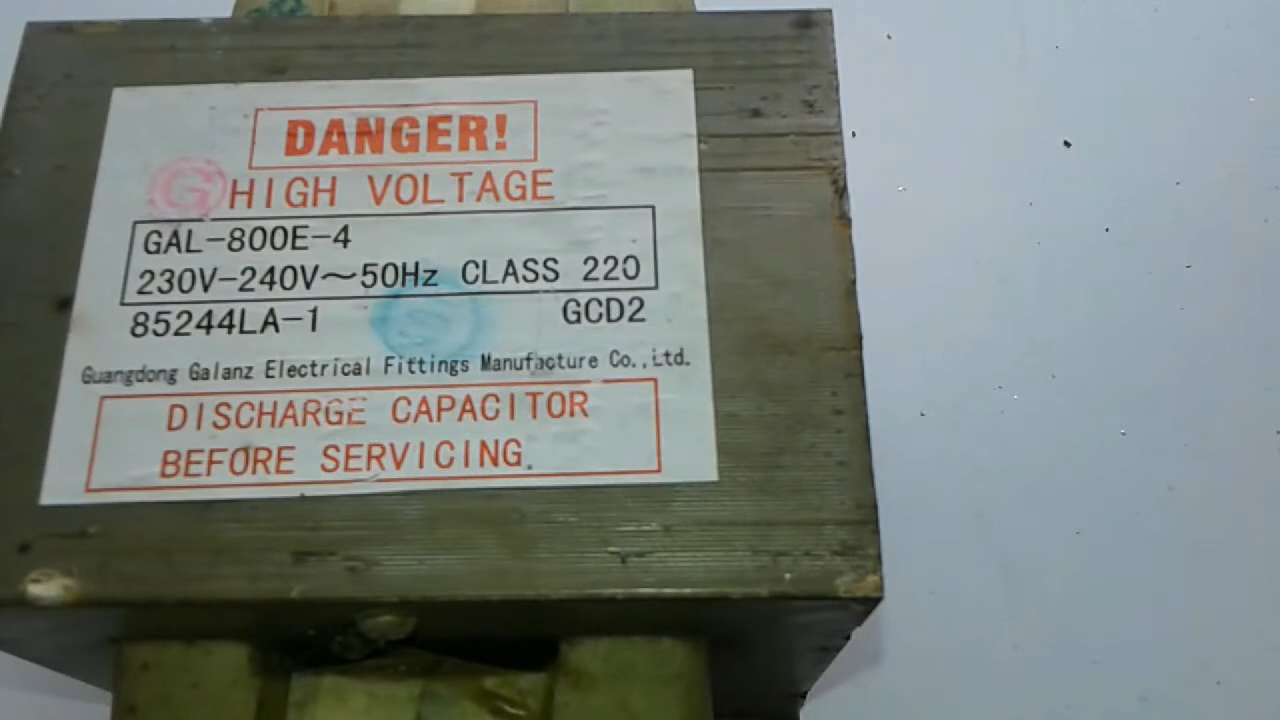 DANGER!
G HIGH VOLTAGE
GAL-800E-4
230V-240V~50Hz CLASS 220
85244LA-1 GCD2
Guangdong Galanz Electrical Fittings Manufacture Co.,Ltd.
DISCHARGE CAPACITOR
BEFORE SERVICING.